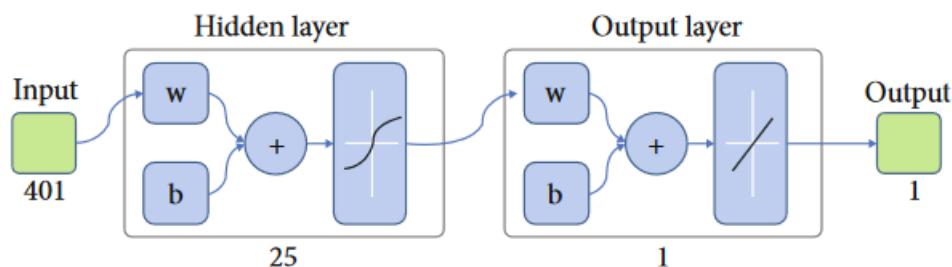 Hidden layer
Output layer
Input
w
b
+
w
b
+
Output
401
25
1
1